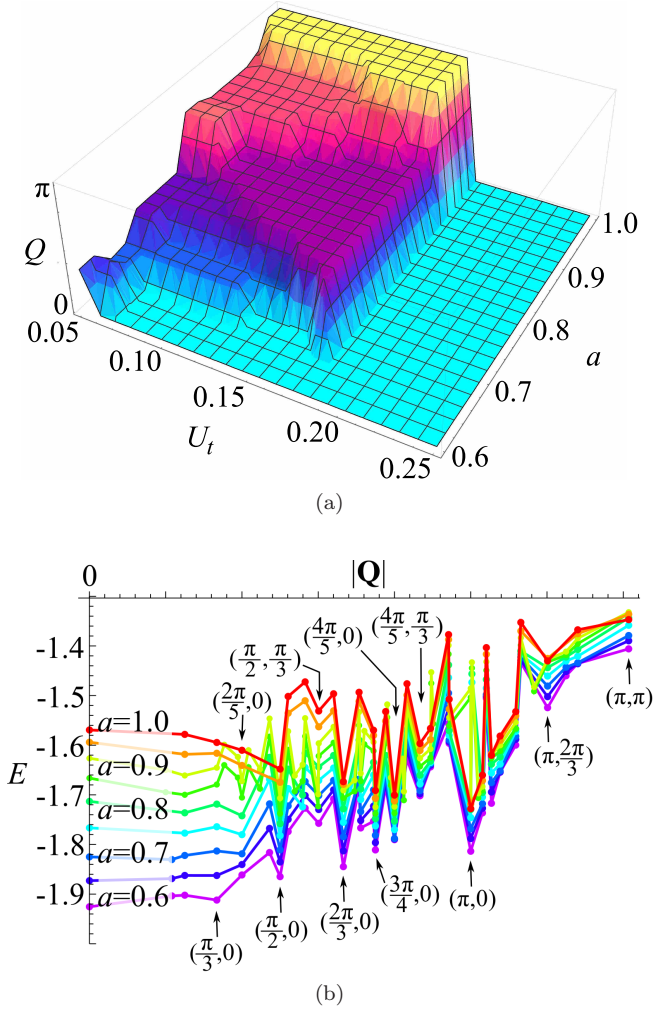 π
Q
0
0.05
0.10
0.15
0.20
0.25
U_t
0.6
0.7
0.8
0.9
1.0
a
(a)
0
|Q|
-1.4
-1.5
-1.6
-1.7
-1.8
-1.9
E
a=1.0
a=0.9
a=0.8
a=0.7
a=0.6
(2π/5,0)
(π/2,π/3)
(4π/5,0)
(4π/5,π/3)
(π/3,0)
(π/2,0)
(2π/3,0)
(3π/4,0)
(π,0)
(π,2π/3)
(π,π)
(b)